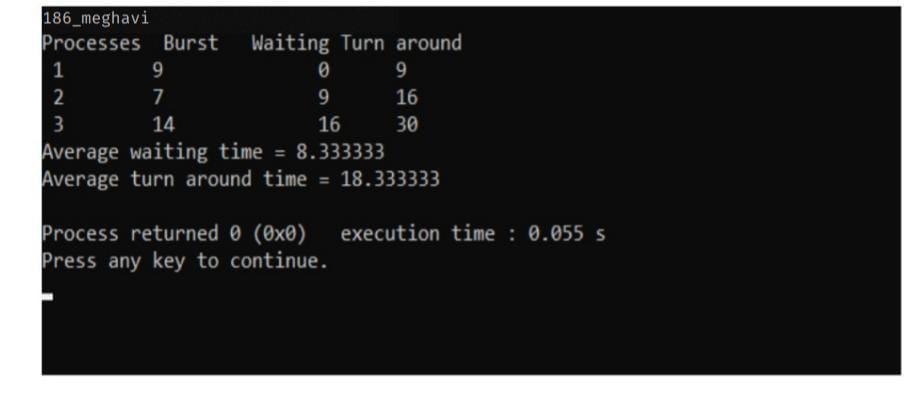 186_meghavi
Processes Burst Waiting Turn around
1 9 0 9
2 7 9 16
3 14 16 30
Average waiting time = 8.333333
Average turn around time = 18.333333
Process returned 0 (0x0) execution time : 0.055 s
Press any key to continue.